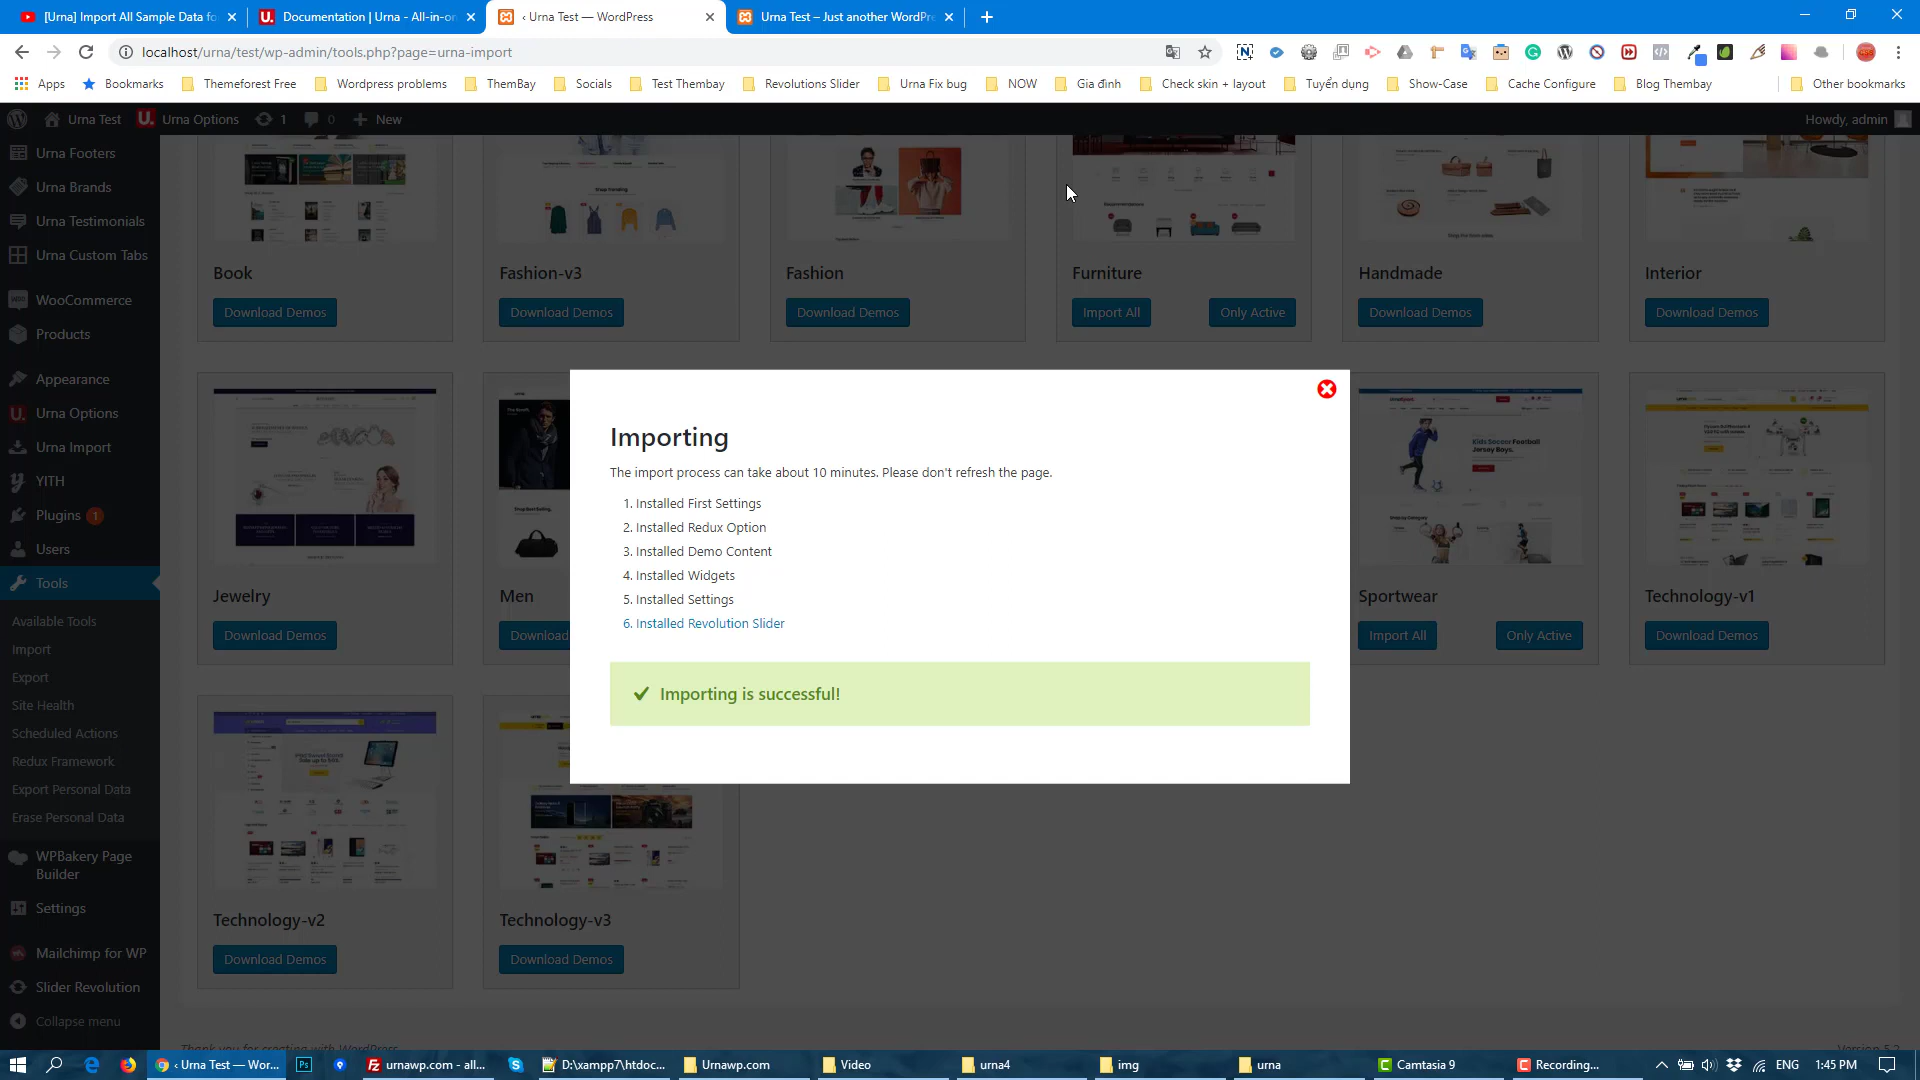 [Urna] Import All Sample Data fo
Documentation | Urna - All-in-on
‹ Urna Test — WordPress
Urna Test – Just another WordPre
localhost/urna/test/wp-admin/tools.php?page=urna-import
Apps
Bookmarks
Themeforest Free
Wordpress problems
ThemBay
Socials
Test Thembay
Revolutions Slider
Urna Fix bug
NOW
Gia đinh
Check skin + layout
Tuyển dụng
Show-Case
Cache Configure
Blog Thembay
Other bookmarks
Urna Test
Urna Options
1
0
New
Howdy, admin
Urna Footers
Urna Brands
Urna Testimonials
Urna Custom Tabs
WooCommerce
Products
Appearance
Urna Options
Urna Import
YITH
Plugins 1
Users
Tools
Available Tools
Import
Export
Site Health
Scheduled Actions
Redux Framework
Export Personal Data
Erase Personal Data
WPBakery Page
Builder
Settings
Mailchimp for WP
Slider Revolution
Collapse menu
Book
Download Demos
Fashion-v3
Download Demos
Fashion
Download Demos
Furniture
Import All
Only Active
Handmade
Download Demos
Interior
Download Demos
Jewelry
Download Demos
Men
Download
Sportwear
Import All
Only Active
Technology-v1
Download Demos
Technology-v2
Download Demos
Technology-v3
Download Demos
Importing
The import process can take about 10 minutes. Please don't refresh the page.
1. Installed First Settings
2. Installed Redux Option
3. Installed Demo Content
4. Installed Widgets
5. Installed Settings
6. Installed Revolution Slider
Importing is successful!
Thank you for creating with WordPress
Version 5.2
‹ Urna Test — Wor...
urnawp.com - all...
D:\xampp7\htdoc...
Urnawp.com
Video
urna4
img
urna
Camtasia 9
Recording...
ENG
1:45 PM